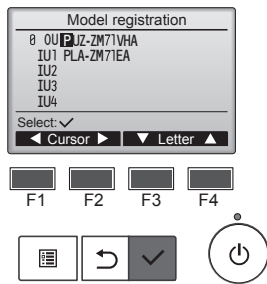 Model registration
0 OU PUZ-ZM71VHA
IU1 PLA-ZM71EA
IU2
IU3
IU4
Select:✓
◀ Cursor ▶ ▼ Letter ▲
F1 F2 F3 F4